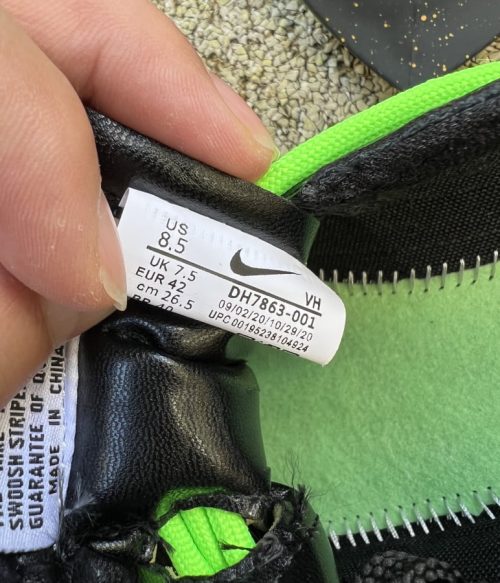 US
8.5
UK 7.5
EUR 42
cm 26.5
VH
DH7863-001
09/02/20/10/29/20
UPC 00195238104924
SWOOSH STRIPE
GUARANTEE OF
MADE IN CHINA